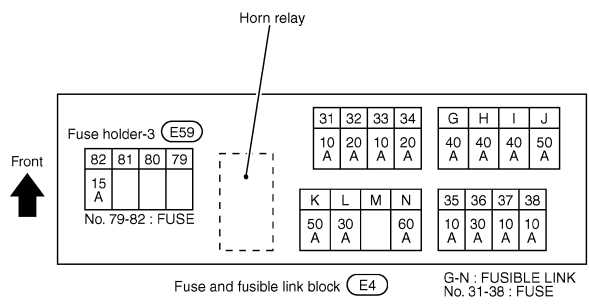 Horn relay
Fuse holder-3 E59
Front
82 81 80 79
15 A
No. 79-82 : FUSE
31 32 33 34
10 A 20 A 10 A 20 A
G H I J
40 A 40 A 40 A 50 A
K L M N
50 A 30 A 60 A
35 36 37 38
10 A 30 A 10 A 10 A
Fuse and fusible link block E4
G-N : FUSIBLE LINK
No. 31-38 : FUSE